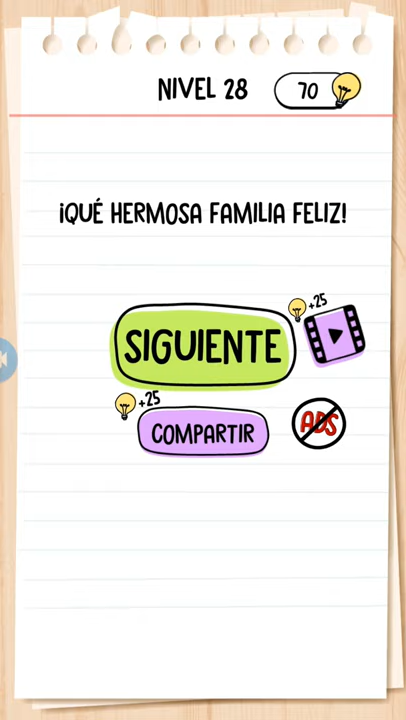 NIVEL 28
70
¡QUÉ HERMOSA FAMILIA FELIZ!
+25
SIGUIENTE
+25
COMPARTIR
ADS